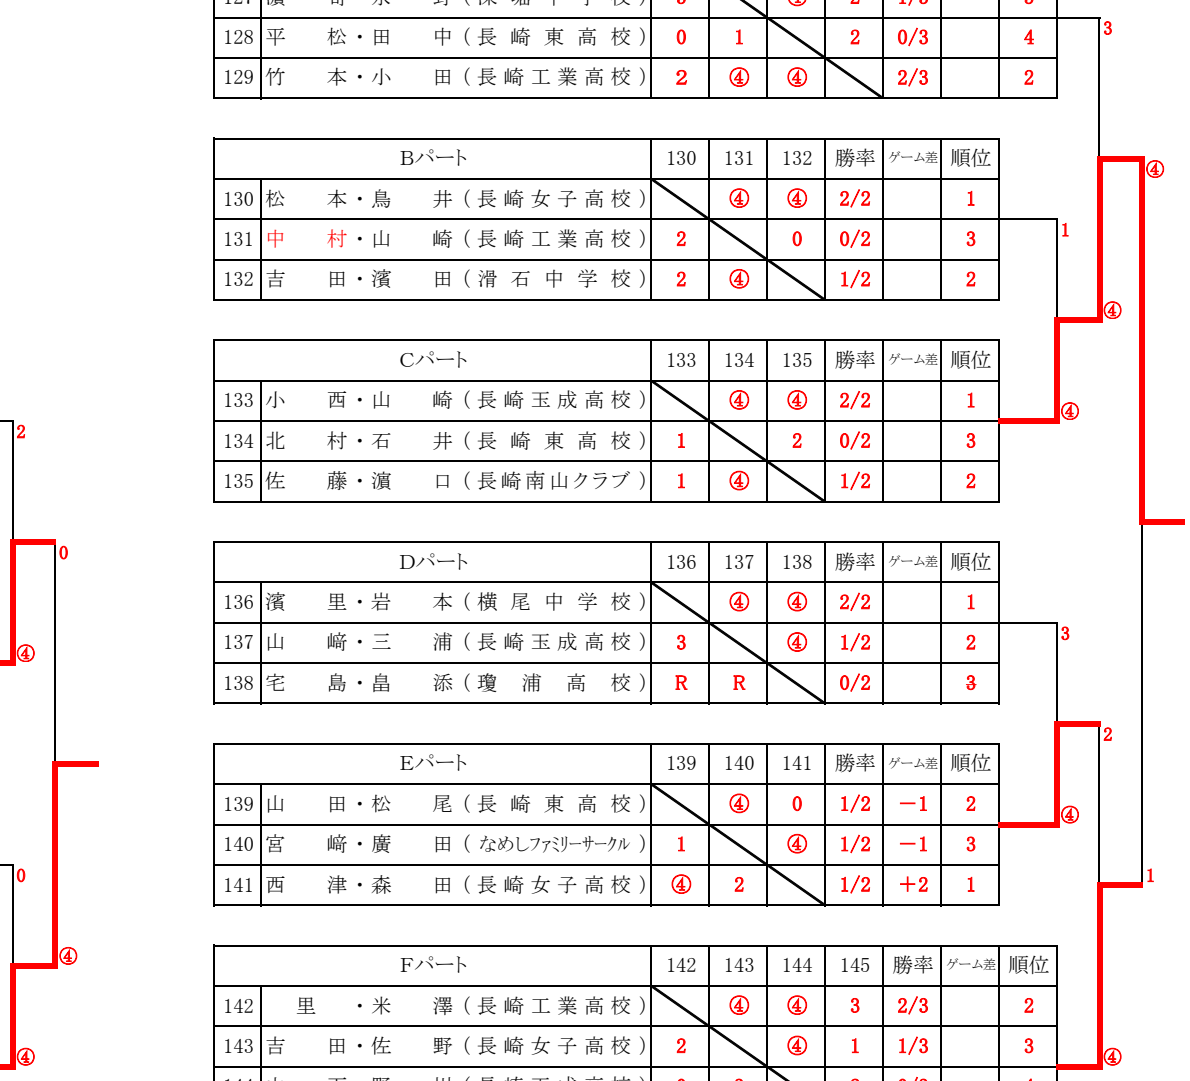 128 平 松・田 中(長崎東高校) 0 1 2 0/3 4
129 竹 本・小 田(長崎工業高校) 2 ④ ④ 2/3 2
3
Bパート 130 131 132 勝率 ゲーム差 順位
④
130 松 本・鳥 井(長崎女子高校) ④ ④ 2/2 1
131 中 村・山 崎(長崎工業高校) 2 0 0/2 3
1
132 吉 田・濱 田(滑石中学校) 2 ④ 1/2 2
④
Cパート 133 134 135 勝率 ゲーム差 順位
133 小 西・山 崎(長崎玉成高校) ④ ④ 2/2 1
④
134 北 村・石 井(長崎東高校) 1 2 0/2 3
2
135 佐 藤・濵 口(長崎南山クラブ) 1 ④ 1/2 2
Dパート 136 137 138 勝率 ゲーム差 順位
0
136 濱 里・岩 本(横尾中学校) ④ ④ 2/2 1
137 山 﨑・三 浦(長崎玉成高校) 3 ④ 1/2 2
3
④
138 宅 島・畠 添(瓊浦高校) R R 0/2 3
2
Eパート 139 140 141 勝率 ゲーム差 順位
139 山 田・松 尾(長崎東高校) ④ 0 1/2 −1 2
④
140 宮 﨑・廣 田(なめしファミリーサークル) 1 ④ 1/2 −1 3
141 西 津・森 田(長崎女子高校) ④ 2 1/2 +2 1
0
1
④
Fパート 142 143 144 145 勝率 ゲーム差 順位
142 里 ・米 澤(長崎工業高校) ④ ④ 3 2/3 2
143 吉 田・佐 野(長崎女子高校) 2 ④ 1 1/3 3
④
④